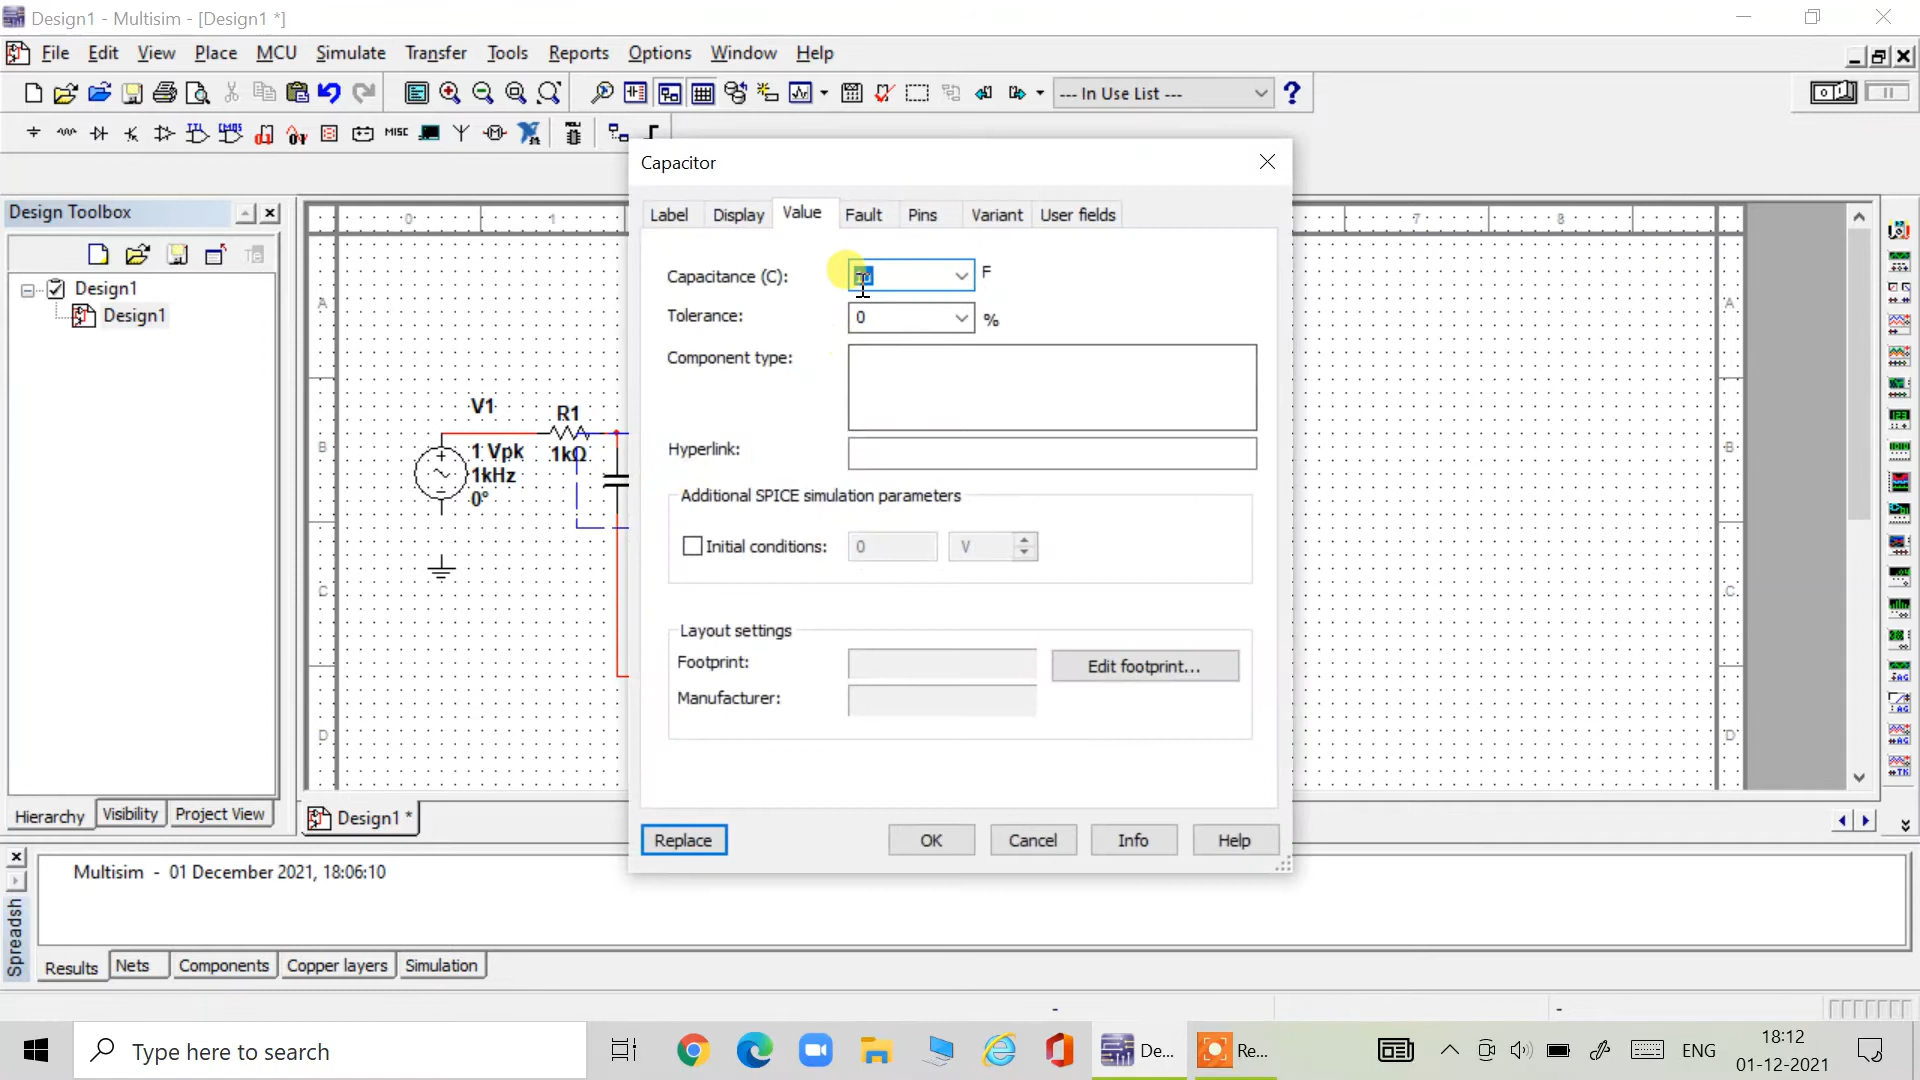 Design1 - Multisim - [Design1 *]
File Edit View Place MCU Simulate Transfer Tools Reports Options Window Help
--- In Use List ---
MISC
Capacitor
Design Toolbox
Label Display Value Fault Pins Variant User fields
0 1 7 8
Design1
Design1
Capacitance (C): F
Tolerance: 0 %
Component type:
Hyperlink:
A A
B B
C C
D D
V1
1 Vpk
1kHz
0°
R1
1kΩ
Additional SPICE simulation parameters
Initial conditions: 0 V
Layout settings
Footprint: Edit footprint...
Manufacturer:
Hierarchy Visibility Project View Design1 *
Replace OK Cancel Info Help
Multisim - 01 December 2021, 18:06:10
Spreadsh
Results Nets Components Copper layers Simulation
Type here to search
De...
Re...
ENG
18:12
01-12-2021